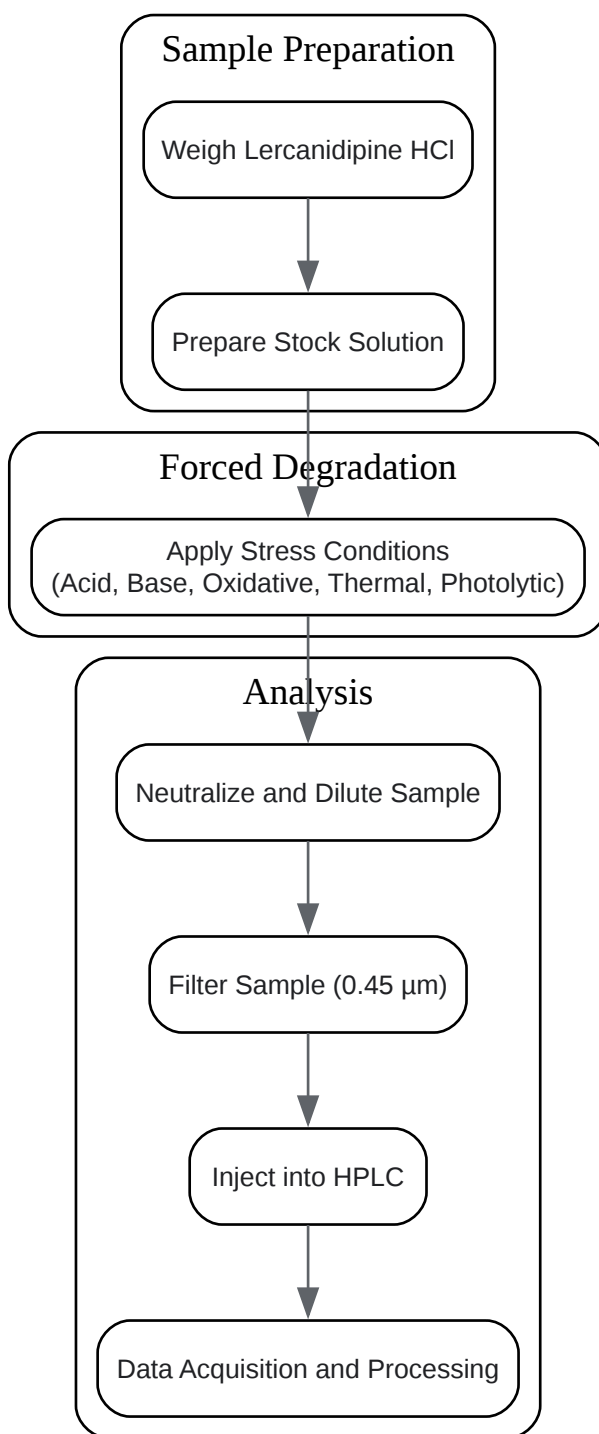 Sample Preparation
Weigh Lercanidipine HCl
Prepare Stock Solution
Forced Degradation
Apply Stress Conditions
(Acid, Base, Oxidative, Thermal, Photolytic)
Analysis
Neutralize and Dilute Sample
Filter Sample (0.45 µm)
Inject into HPLC
Data Acquisition and Processing